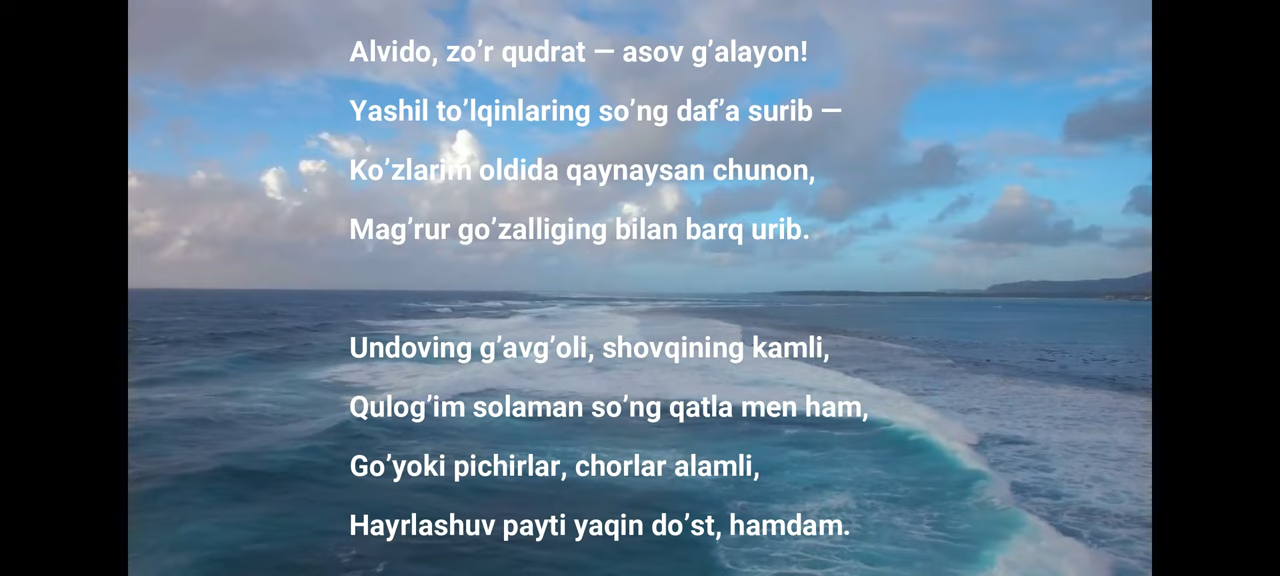 Alvido, zo’r qudrat — asov g’alayon!
Yashil to’lqinlaring so’ng daf’a surib —
Ko’zlarim oldida qaynaysan chunon,
Mag’rur go’zalliging bilan barq urib.
Undoving g’avg’oli, shovqining kamli,
Qulog’im solaman so’ng qatla men ham,
Go’yoki pichirlar, chorlar alamli,
Hayrlashuv payti yaqin do’st, hamdam.